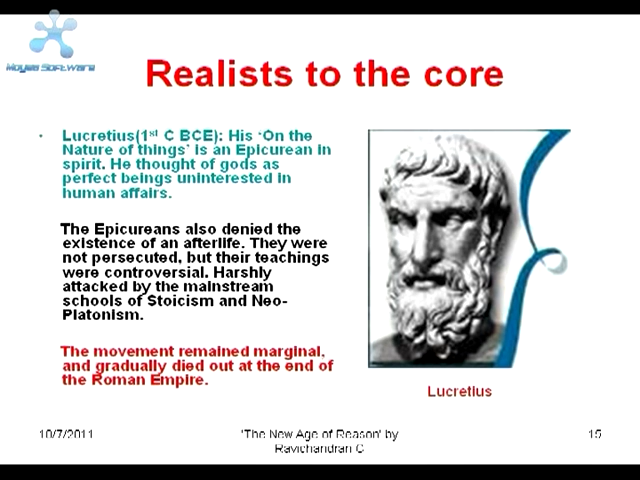 Moyea Software
Realists to the core
• Lucretius(1st C BCE): His ‘On the
Nature of things’ is an Epicurean in
spirit. He thought of gods as
perfect beings uninterested in
human affairs.
The Epicureans also denied the
existence of an afterlife. They were
not persecuted, but their teachings
were controversial. Harshly
attacked by the mainstream
schools of Stoicism and Neo-
Platonism.
The movement remained marginal,
and gradually died out at the end of
the Roman Empire.
Lucretius
10/7/2011
'The New Age of Reason' by
Ravichandran C
15